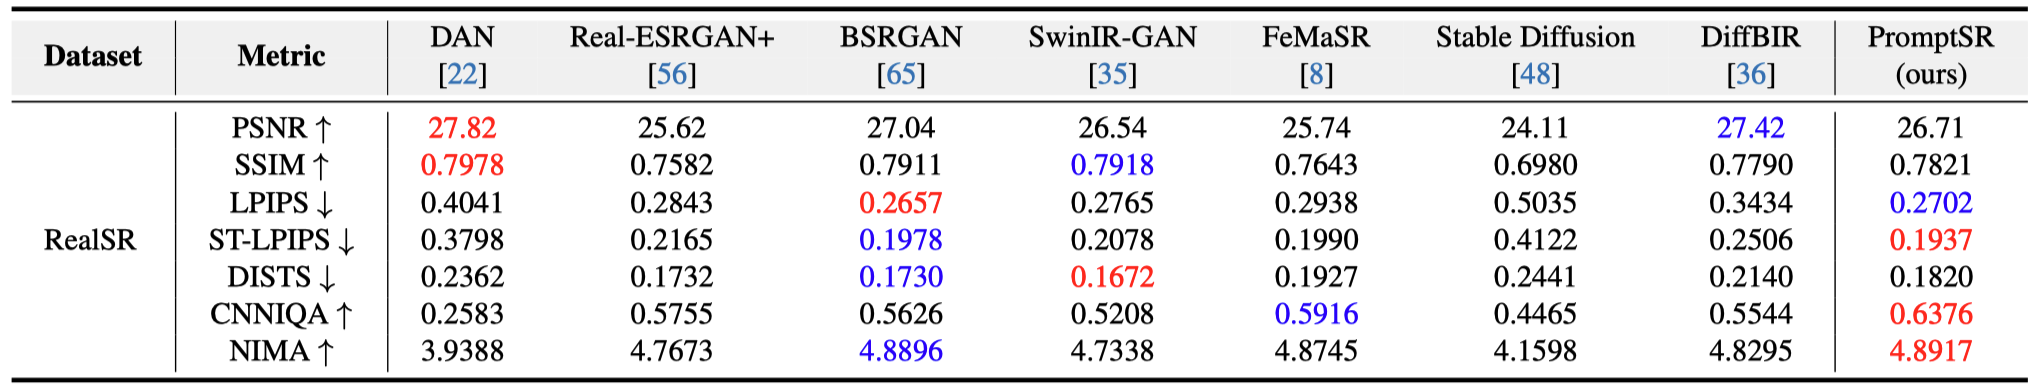 Dataset Metric DAN Real-ESRGAN+ BSRGAN SwinIR-GAN FeMaSR Stable Diffusion DiffBIR PromptSR
[22] [56] [65] [35] [8] [48] [36] (ours)
PSNR ↑ 27.82 25.62 27.04 26.54 25.74 24.11 27.42 26.71
SSIM ↑ 0.7978 0.7582 0.7911 0.7918 0.7643 0.6980 0.7790 0.7821
LPIPS ↓ 0.4041 0.2843 0.2657 0.2765 0.2938 0.5035 0.3434 0.2702
RealSR ST-LPIPS ↓ 0.3798 0.2165 0.1978 0.2078 0.1990 0.4122 0.2506 0.1937
DISTS ↓ 0.2362 0.1732 0.1730 0.1672 0.1927 0.2441 0.2140 0.1820
CNNIQA ↑ 0.2583 0.5755 0.5626 0.5208 0.5916 0.4465 0.5544 0.6376
NIMA ↑ 3.9388 4.7673 4.8896 4.7338 4.8745 4.1598 4.8295 4.8917